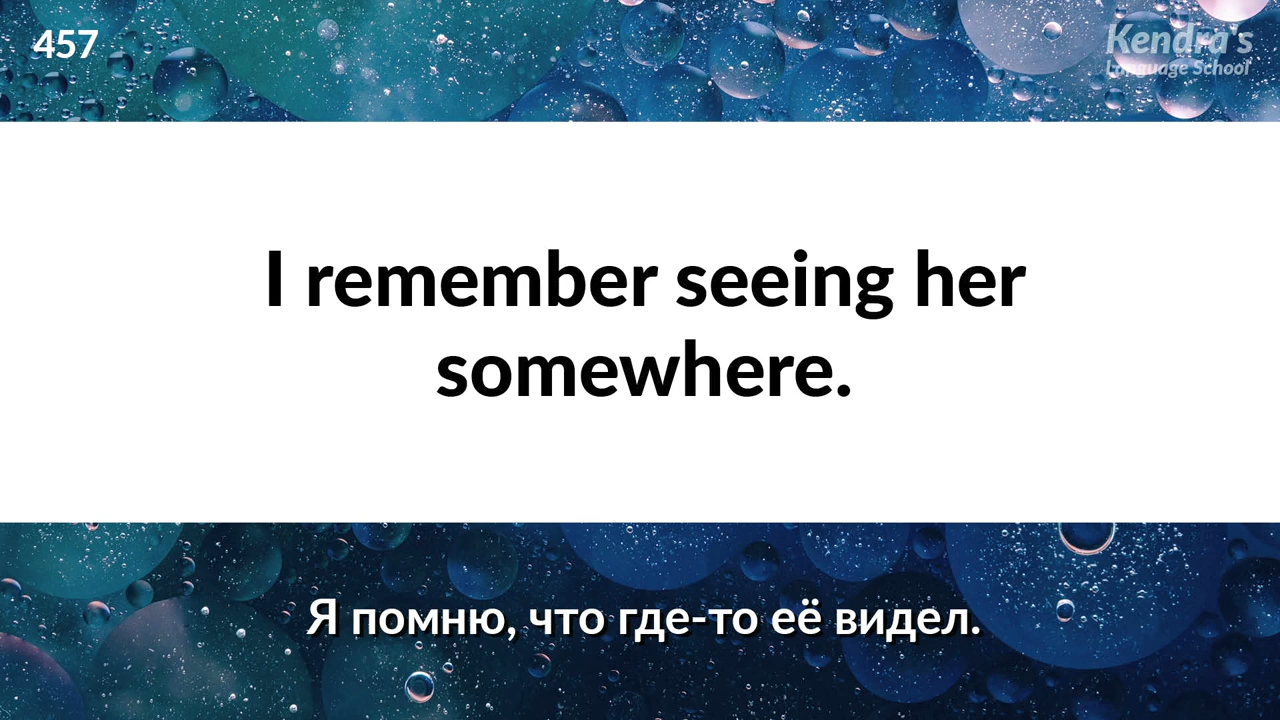 457
Kendra's
Language School
I remember seeing her
somewhere.
Я помню, что где-то её видел.